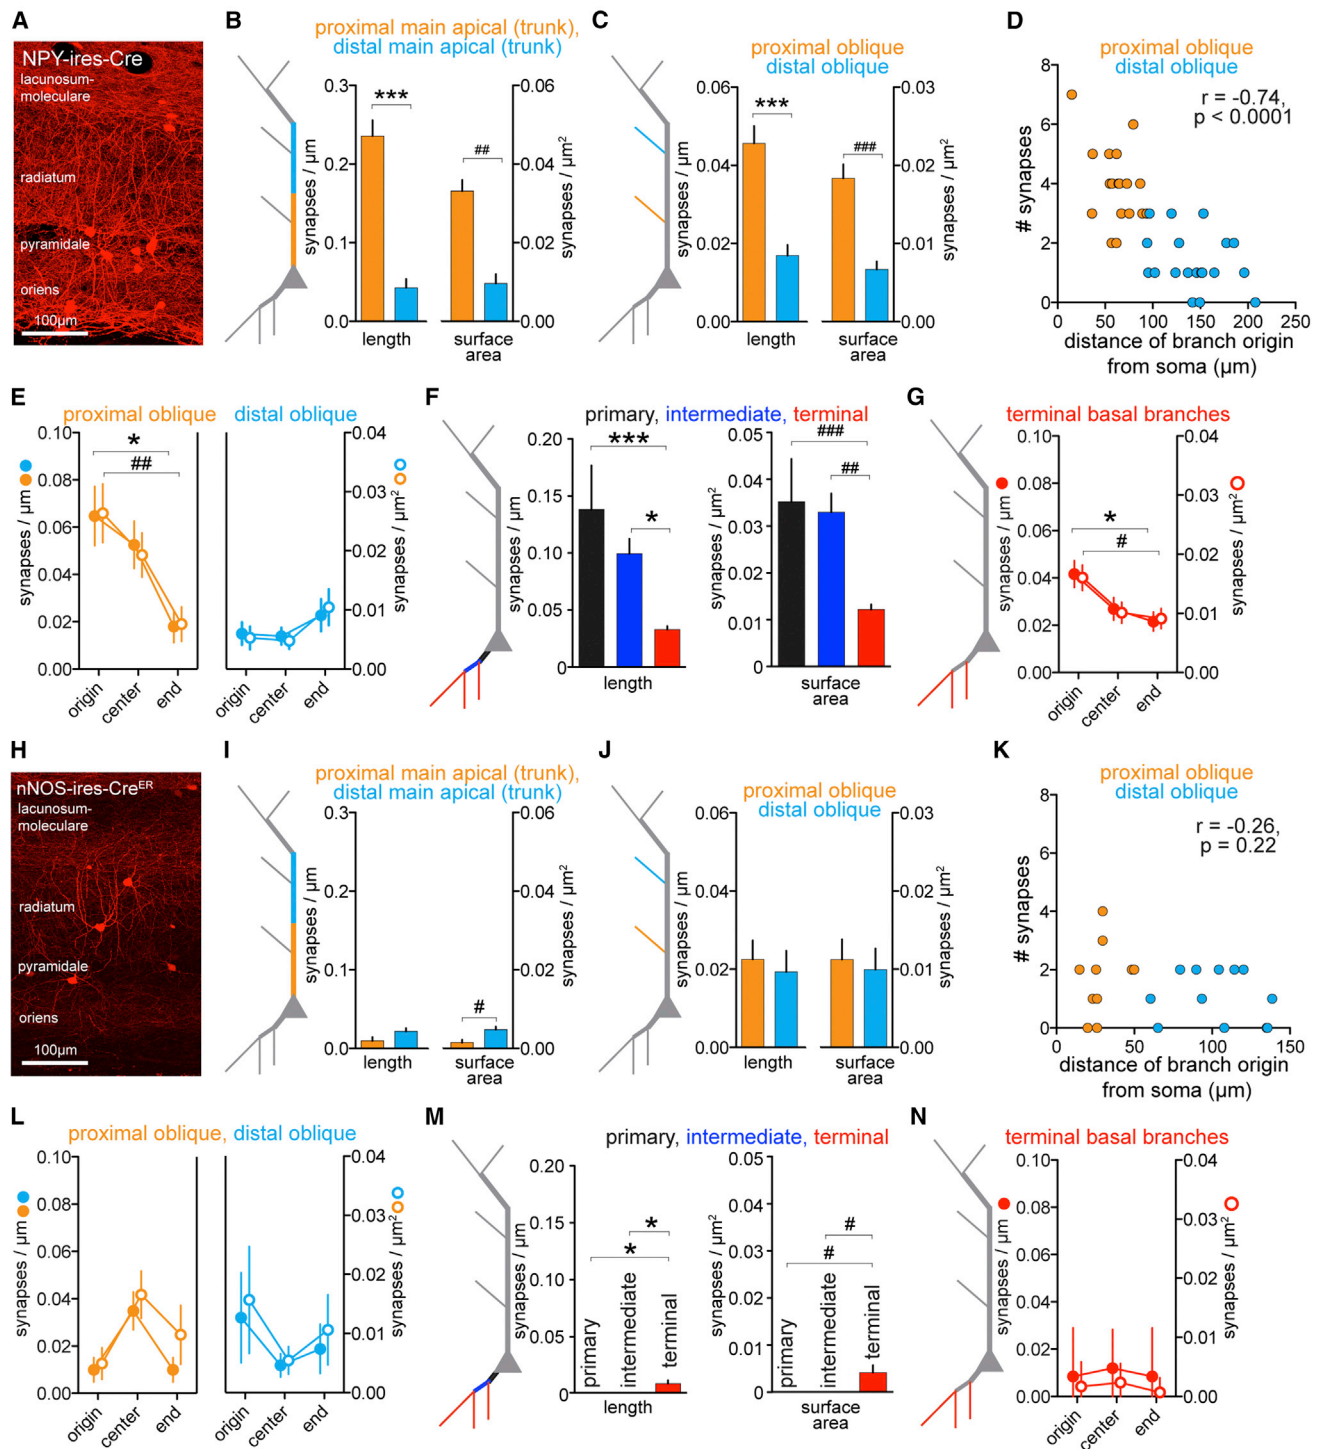 A
NPY-ires-Cre
lacunosum-
moleculare
radiatum
pyramidale
oriens
100µm
B
proximal main apical (trunk),
distal main apical (trunk)
0.3
0.2
0.1
0.0
synapses / µm
***
##
0.06
0.04
0.02
0.00
synapses / µm²
length
surface
area
C
proximal oblique
distal oblique
0.06
0.04
0.02
0.00
synapses / µm
***
###
0.03
0.02
0.01
0.00
synapses / µm²
length
surface
area
D
proximal oblique
distal oblique
r = -0.74,
p < 0.0001
8
6
4
2
0
# synapses
0 50 100 150 200 250
distance of branch origin
from soma (µm)
E
proximal oblique
distal oblique
0.10
0.08
0.06
0.04
0.02
0.00
synapses / µm
*
##
0.04
0.03
0.02
0.01
0.00
synapses / µm²
origin
center
end
origin
center
end
F
primary, intermediate, terminal
0.20
0.15
0.10
0.05
0
synapses / µm
***
*
length
0.05
0.04
0.03
0.02
0.01
0
synapses / µm²
###
##
surface
area
G
terminal basal branches
0.10
0.08
0.06
0.04
0.02
0.00
synapses / µm
*
#
0.04
0.03
0.02
0.01
0.00
synapses / µm²
origin
center
end
H
nNOS-ires-CreER
lacunosum-
moleculare
radiatum
pyramidale
oriens
100µm
I
proximal main apical (trunk),
distal main apical (trunk)
0.3
0.2
0.1
0.0
synapses / µm
#
0.06
0.04
0.02
0.00
synapses / µm²
length
surface
area
J
proximal oblique
distal oblique
0.06
0.04
0.02
0.00
synapses / µm
0.03
0.02
0.01
0.00
synapses / µm²
length
surface
area
K
proximal oblique
distal oblique
r = -0.26,
p = 0.22
8
6
4
2
0
# synapses
0 50 100 150
distance of branch origin
from soma (µm)
L
proximal oblique, distal oblique
0.10
0.08
0.06
0.04
0.02
0.00
synapses / µm
0.04
0.03
0.02
0.01
0.00
synapses / µm²
origin
center
end
origin
center
end
M
primary, intermediate, terminal
0.20
0.15
0.10
0.05
0
synapses / µm
*
*
primary
intermediate
terminal
length
0.05
0.04
0.03
0.02
0.01
0
synapses / µm²
#
#
primary
intermediate
terminal
surface
area
N
terminal basal branches
0.10
0.08
0.06
0.04
0.02
0.00
synapses / µm
0.04
0.03
0.02
0.01
0.00
synapses / µm²
origin
center
end